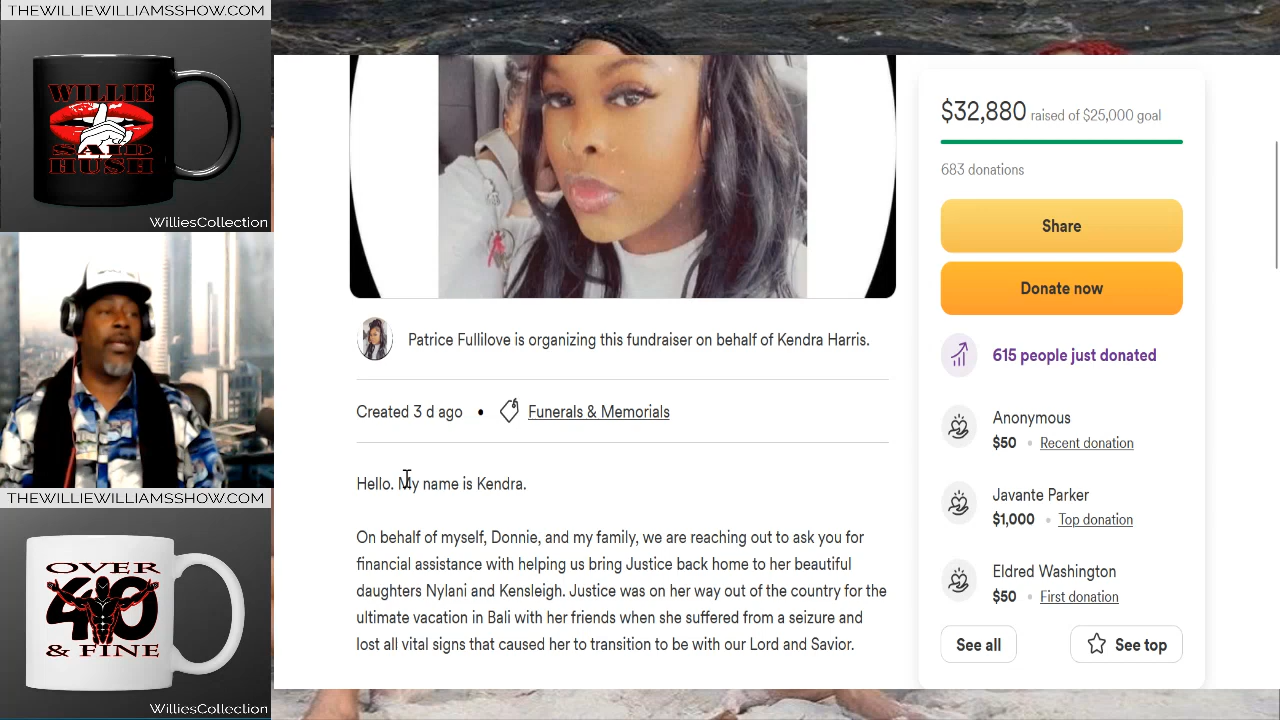 THEWILLIEWILLIAMSSHOW.COM
WILLIE
SAID
HUSH
WilliesCollection
THEWILLIEWILLIAMSSHOW.COM
OVER
40
& FINE
WilliesCollection
Patrice Fullilove is organizing this fundraiser on behalf of Kendra Harris.
Created 3 d ago • Funerals & Memorials
Hello. My name is Kendra.
On behalf of myself, Donnie, and my family, we are reaching out to ask you for
financial assistance with helping us bring Justice back home to her beautiful
daughters Nylani and Kensleigh. Justice was on her way out of the country for the
ultimate vacation in Bali with her friends when she suffered from a seizure and
lost all vital signs that caused her to transition to be with our Lord and Savior.
$32,880 raised of $25,000 goal
683 donations
Share
Donate now
615 people just donated
Anonymous
$50 • Recent donation
Javante Parker
$1,000 • Top donation
Eldred Washington
$50 • First donation
See all
See top